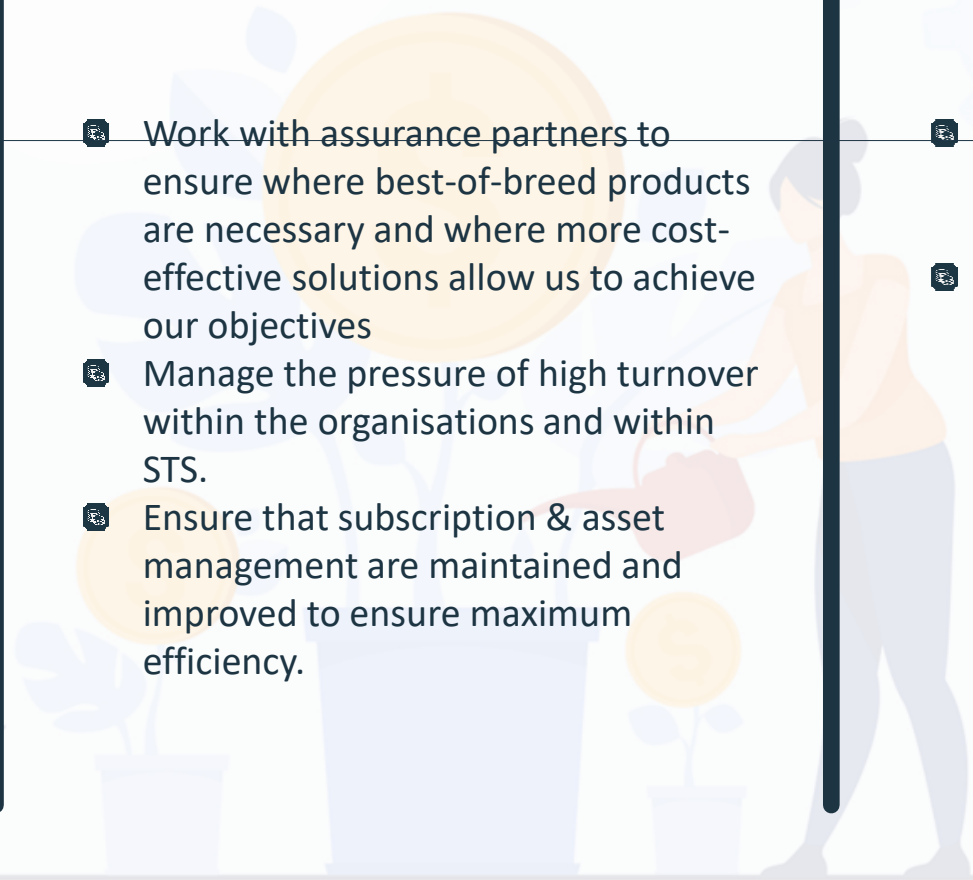 Work with assurance partners to
ensure where best-of-breed products
are necessary and where more cost-
effective solutions allow us to achieve
our objectives
Manage the pressure of high turnover
within the organisations and within
STS.
Ensure that subscription & asset
management are maintained and
improved to ensure maximum
efficiency.